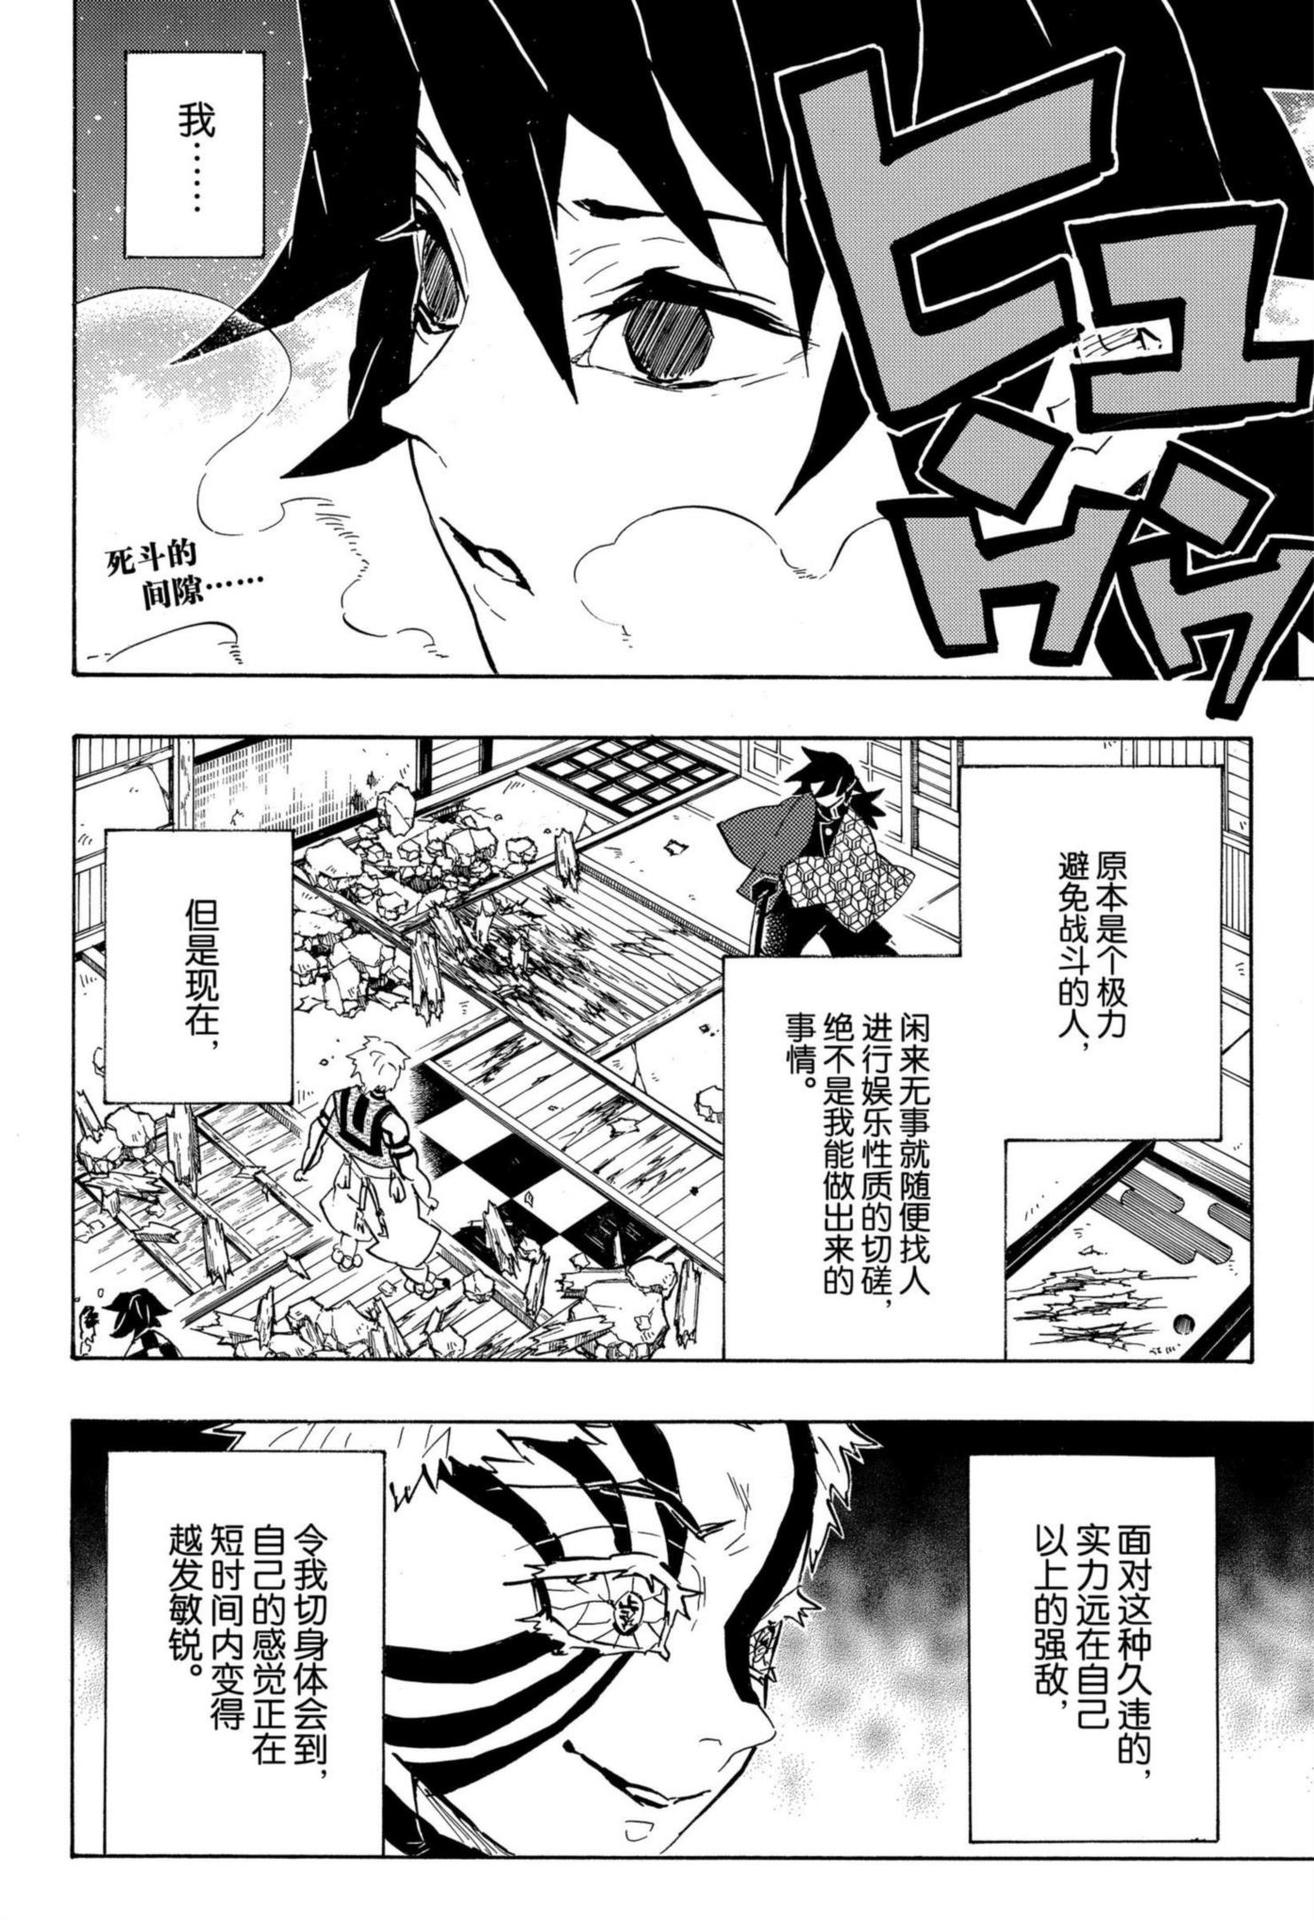 ヒュウウ
我……
死斗的
间隙……
原本是个极力
避免战斗的人，
闲来无事就随便找人
进行娱乐性质的切磋，
绝不是我能做出来的
事情。
但是现在，
面对这种久违的，
实力远在自己
以上的强敌，
令我切身体会到，
自己的感觉正在
短时间内变得
越发敏锐。